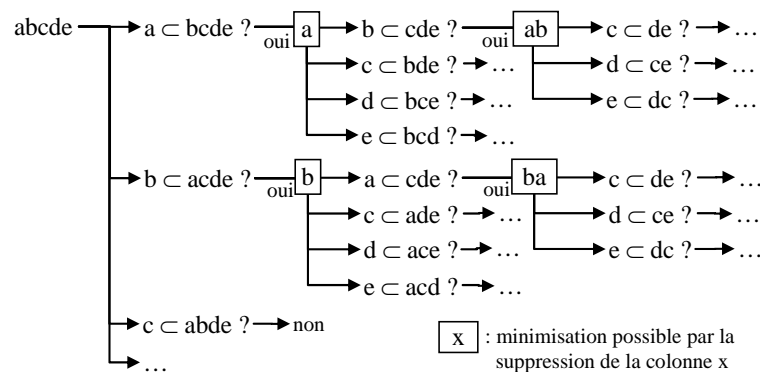 abcde a ⊂ bcde ? oui a b ⊂ cde ? oui ab c ⊂ de ? …
c ⊂ bde ? … d ⊂ ce ? …
d ⊂ bce ? … e ⊂ dc ? …
e ⊂ bcd ? …
b ⊂ acde ? oui b a ⊂ cde ? oui ba c ⊂ de ? …
c ⊂ ade ? … d ⊂ ce ? …
d ⊂ ace ? … e ⊂ dc ? …
e ⊂ acd ? …
c ⊂ abde ? non
…
x : minimisation possible par la
suppression de la colonne x